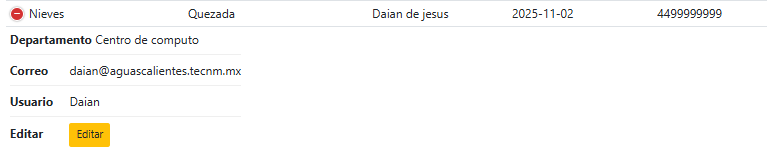 Nieves Quezada Daian de jesus 2025-11-02 4499999999
Departamento Centro de computo
Correo daian@aguascalientes.tecnm.mx
Usuario Daian
Editar Editar